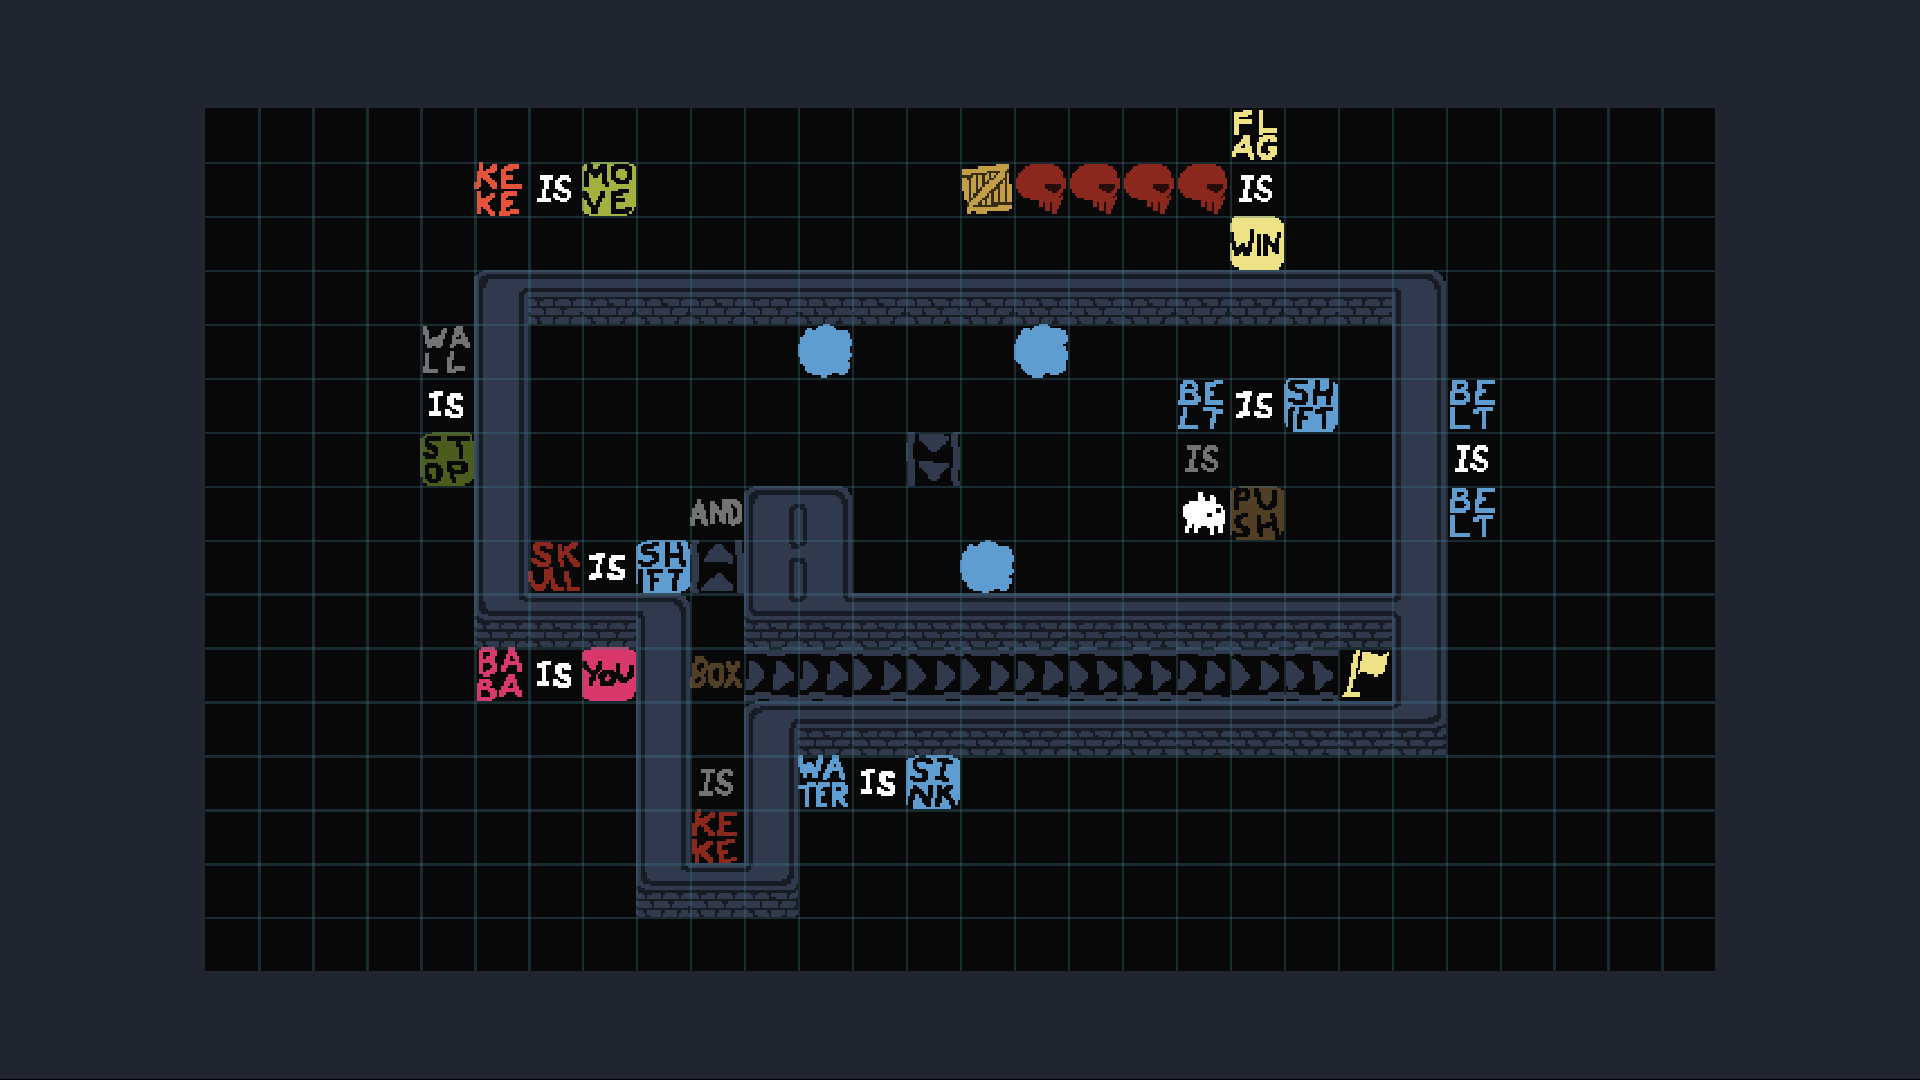 FLAG
KEKE IS MOVE
IS
WIN
WALL
IS
STOP
BELT IS SHIFT
BELT
IS
IS
PUSH
BELT
AND
SKULL IS SHIFT
BABA IS YOU
BOX
IS
WATER IS SINK
KEKE